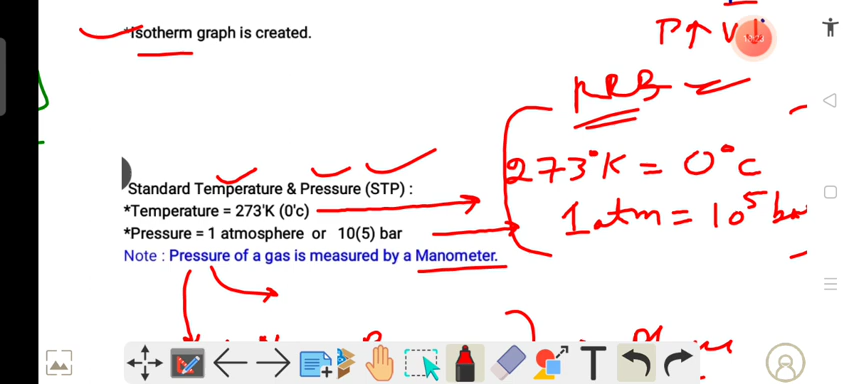 *Isotherm graph is created.
P↑ V↓
RRB
273°K = 0°c
1 atm = 10⁵ bar
Standard Temperature & Pressure (STP) :
*Temperature = 273'K (0'c)
*Pressure = 1 atmosphere or 10(5) bar
Note : Pressure of a gas is measured by a Manometer.